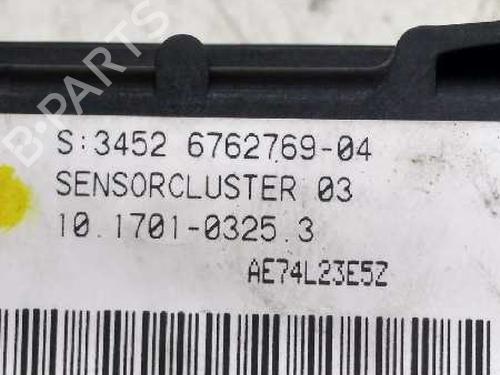 S:3452 6762769-04
SENSORCLUSTER 03
10.1701-0325.3
AE74L23E5Z
B-PARTS